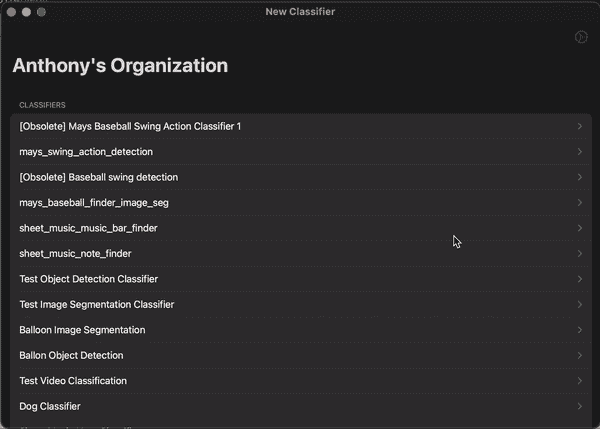 New Classifier
Anthony's Organization
CLASSIFIERS
[Obsolete] Mays Baseball Swing Action Classifier 1
mays_swing_action_detection
[Obsolete] Baseball swing detection
mays_baseball_finder_image_seg
sheet_music_music_bar_finder
sheet_music_note_finder
Test Object Detection Classifier
Test Image Segmentation Classifier
Balloon Image Segmentation
Ballon Object Detection
Test Video Classification
Dog Classifier